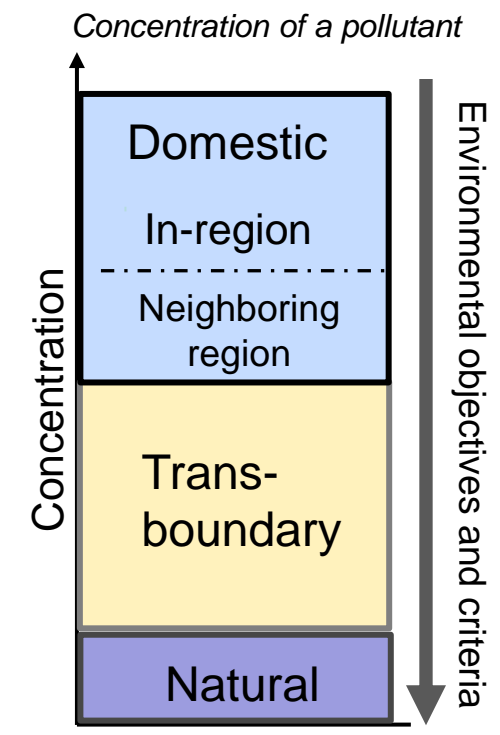 Concentration of a pollutant
Domestic
In-region
Neighboring
region
Trans-
boundary
Natural
Concentration
Environmental objectives and criteria